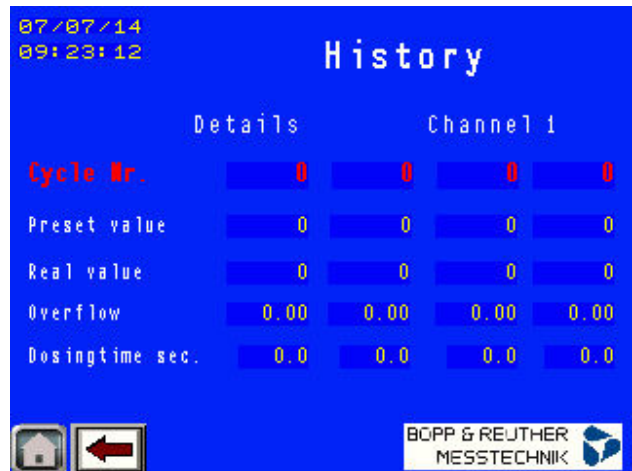 07/07/14
09:23:12
History
Details Channel 1
Cycle Nr. 0 0 0 0
Preset value 0 0 0 0
Real value 0 0 0 0
Overflow 0.00 0.00 0.00 0.00
Dosingtime sec. 0.0 0.0 0.0 0.0
BOPP & REUTHER
MESSTECHNIK